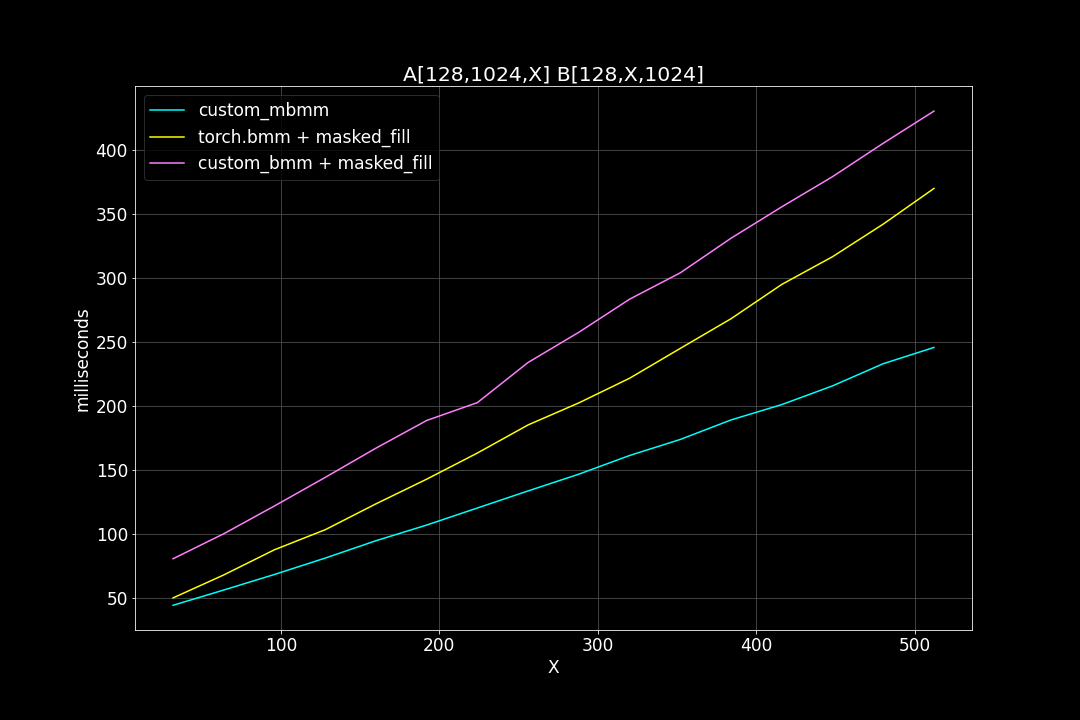 A[128,1024,X] B[128,X,1024]
custom_mbmm
torch.bmm + masked_fill
custom_bmm + masked_fill
400
350
300
250
200
150
100
50
milliseconds
100 200 300 400 500
X